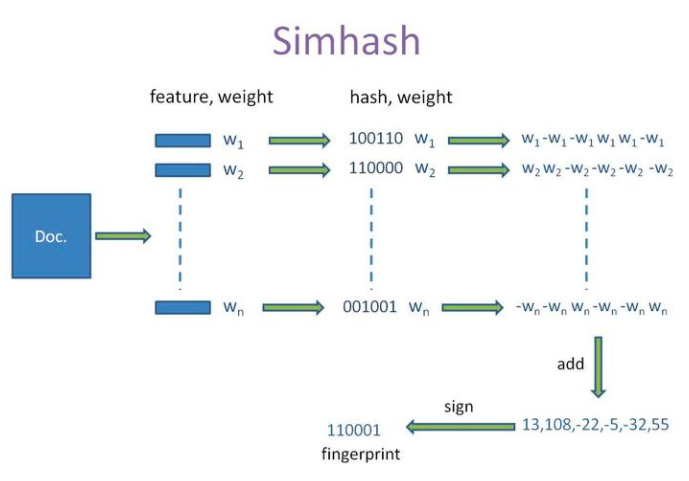 Simhash
feature, weight hash, weight
w₁ 100110 w₁ w₁ -w₁ -w₁ w₁ w₁ -w₁
w₂ 110000 w₂ w₂ w₂ -w₂ -w₂ -w₂ -w₂
Doc.
wₙ 001001 wₙ -wₙ -wₙ wₙ -wₙ -wₙ wₙ
add
sign
13,108,-22,-5,-32,55
110001
fingerprint